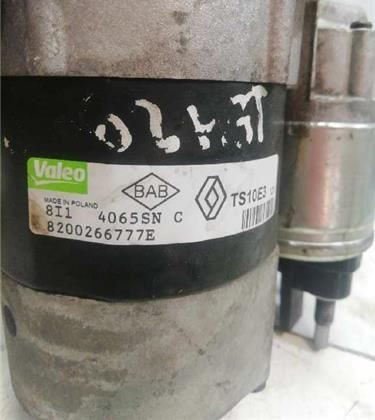 Valeo
BAB
TS10E3
MADE IN POLAND
8I1 4065SN C
8200266777E